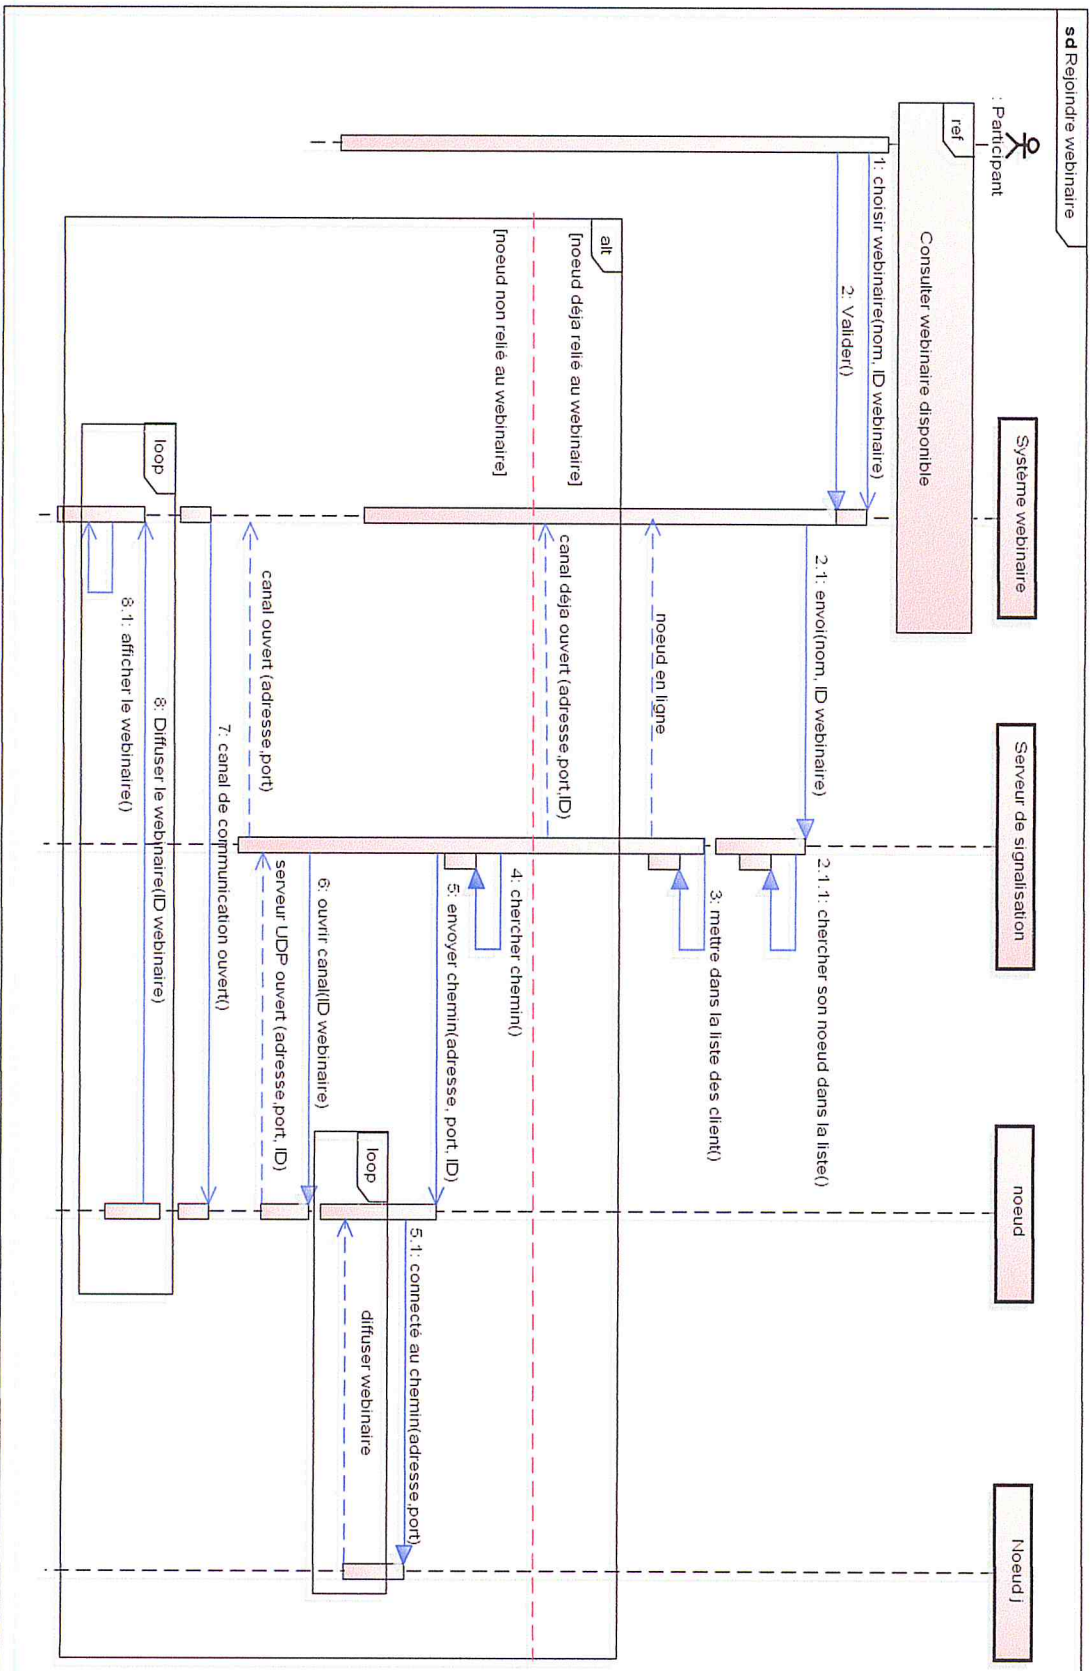 sd Rejoindre webinaire
: Participant
Système webinaire
Serveur de signalisation
noeud
Noeud j
ref
Consulter webinaire disponible
1: choisir webinaire(nom, ID webinaire)
2: Valider()
2.1: envoi(nom, ID webinaire)
2.1.1: chercher son noeud dans la liste()
3: mettre dans la liste des client()
noeud en ligne
alt
[noeud déja relié au webinaire]
canal déja ouvert (adresse,port,ID)
[noeud non relié au webinaire]
4: chercher chemin()
5: envoyer chemin(adresse, port, ID)
5.1: connecté au chemin(adresse,port)
loop
diffuser webinaire
6: ouvrir canal(ID webinaire)
serveur UDP ouvert (adresse,port, ID)
canal ouvert (adresse,port)
7: canal de communication ouvert()
loop
8: Diffuser le webinaire(ID webinaire)
8.1: afficher le webinaire()